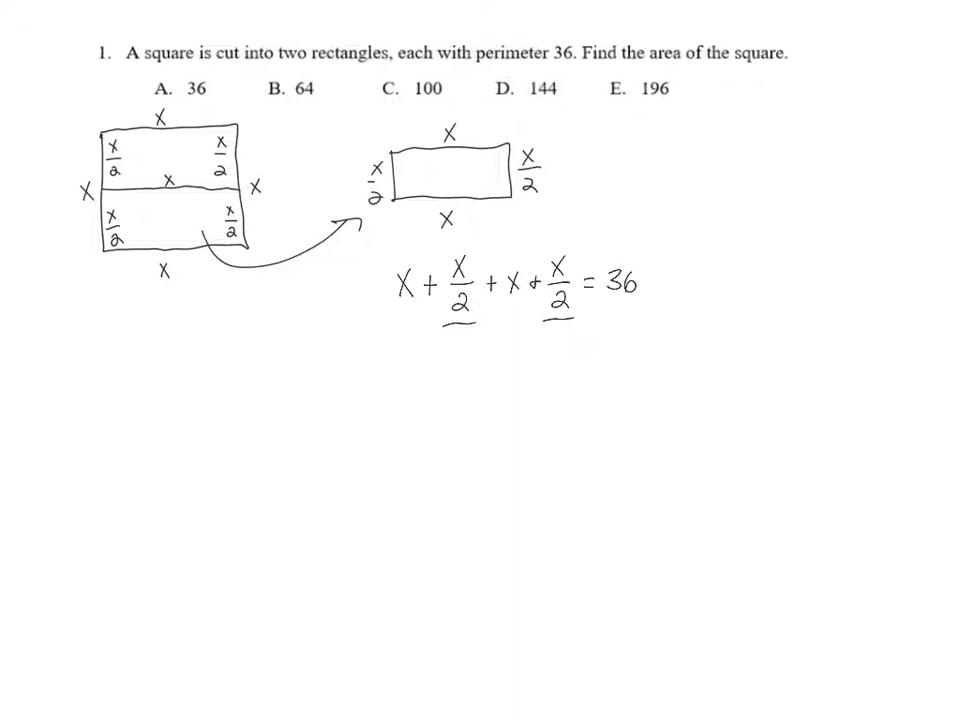 1. A square is cut into two rectangles, each with perimeter 36. Find the area of the square.
A. 36 B. 64 C. 100 D. 144 E. 196
x
x
x/2 x/2
x/2
x/2
x x x
x/2 x/2
x
x
x + x/2 + x + x/2 = 36